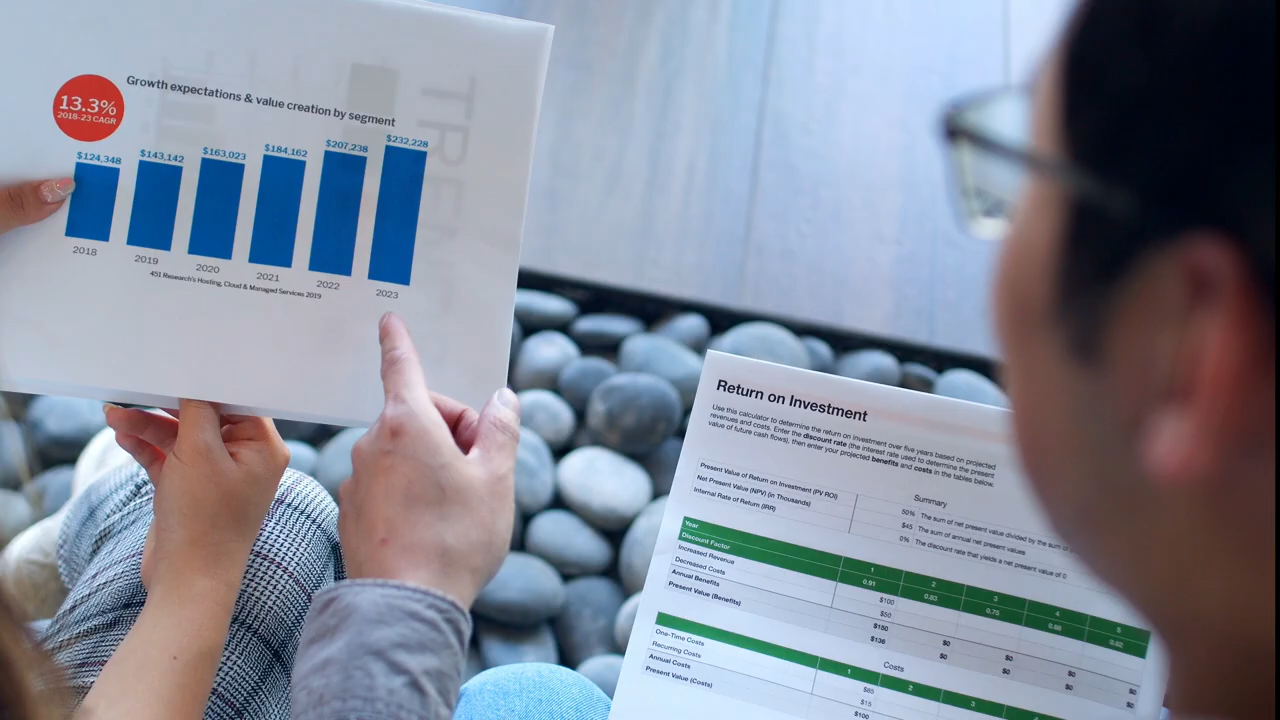 Growth expectations & value creation by segment
13.3%
2018-23 CAGR
$124,348
$143,142
$163,023
$184,162
$207,238
$232,228
2018
2019
2020
2021
2022
2023
451 Research's Hosting, Cloud & Managed Services 2019
Return on Investment
Use this calculator to determine the return on investment over five years based on projected
revenues and costs. Enter the discount rate (the interest rate used to determine the present
value of future cash flows), then enter your projected benefits and costs in the tables below.
Summary
Present Value of Return on Investment (PV ROI) 50% The sum of net present value divided by the sum of
Net Present Value (NPV) (in Thousands) $45 The sum of annual net present values
Internal Rate of Return (IRR) 0% The discount rate that yields a net present value of 0
Year 1 2 3 4 5
Discount Factor 0.91 0.83 0.75 0.68 0.62
Increased Revenue $100
Decreased Costs $50
Annual Benefits $150 $0 $0 $0 $0
Present Value (Benefits) $136 $0 $0 $0 $0
Costs
1 2 3 4
One-Time Costs $85
Recurring Costs $15
Annual Costs $100
Present Value (Costs)